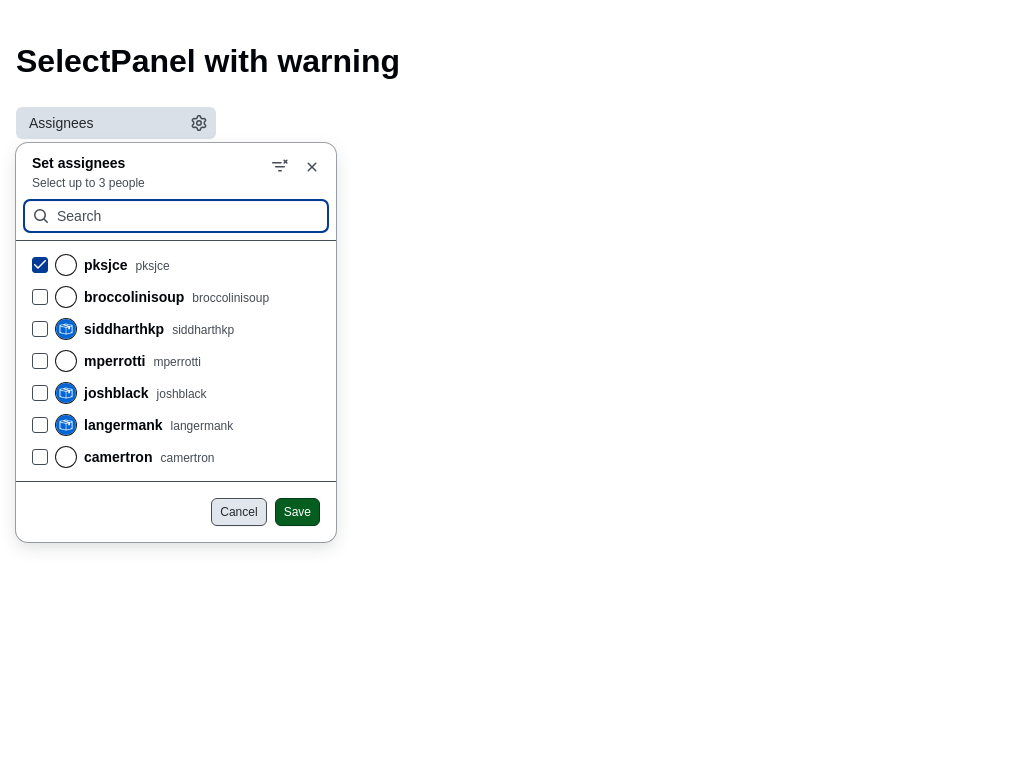 SelectPanel with warning
Assignees
Set assignees
Select up to 3 people
Search
pksjce pksjce
broccolinisoup broccolinisoup
siddharthkp siddharthkp
mperrotti mperrotti
joshblack joshblack
langermank langermank
camertron camertron
Cancel Save